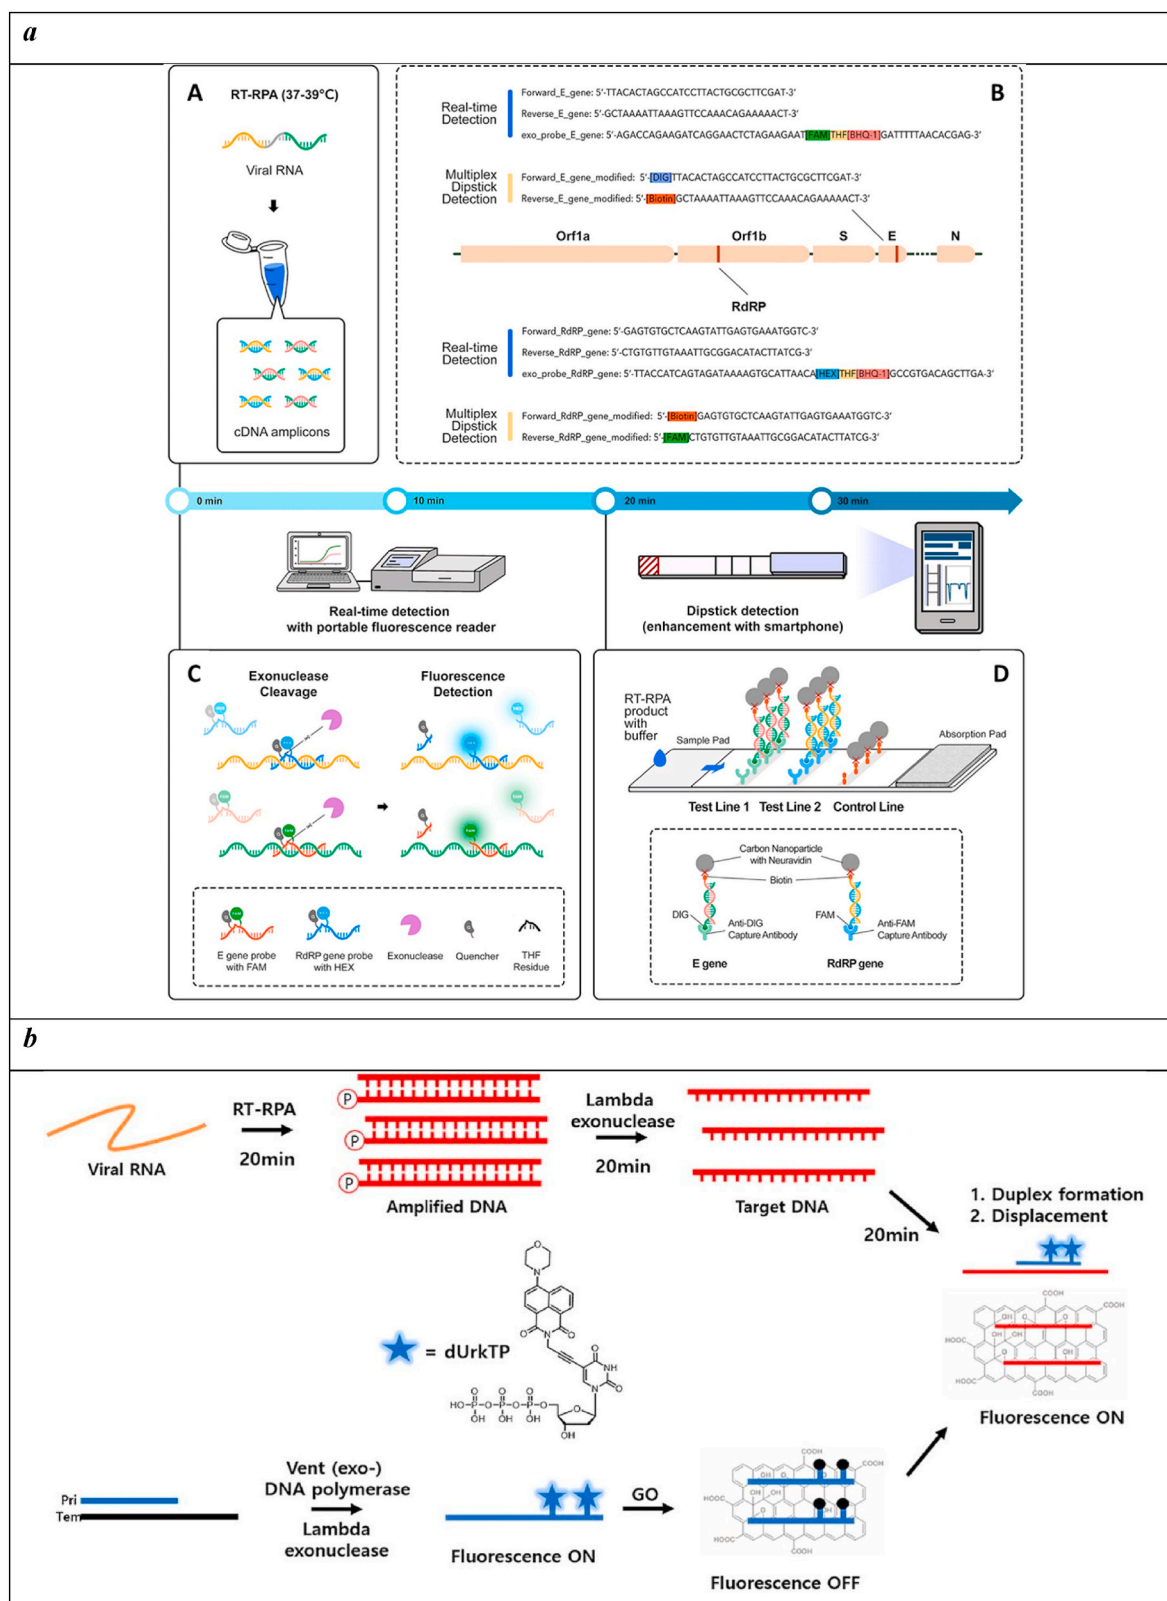 a
A
RT-RPA (37-39°C)
Viral RNA
cDNA amplicons
B
Real-time
Detection
Forward_E_gene: 5'-TTACACTAGCCATCCTTACTGCGCTTCGAT-3'
Reverse_E_gene: 5'-GCTAAAATTAAAGTTCCAAACAGAAAAACT-3'
exo_probe_E_gene: 5'-AGACCAGAAGATCAGGAACTCTAGAAGAAT[FAM]THF[BHQ-1]GATTTTTAACACGAG-3'
Multiplex
Dipstick
Detection
Forward_E_gene_modified: 5'-[DIG]TTACACTAGCCATCCTTACTGCGCTTCGAT-3'
Reverse_E_gene_modified: 5'-[Biotin]GCTAAAATTAAAGTTCCAAACAGAAAAACT-3'
Orf1a Orf1b S E N
RdRP
Real-time
Detection
Forward_RdRP_gene: 5'-GAGTGTGCTCAAGTATTGAGTGAAATGGTC-3'
Reverse_RdRP_gene: 5'-CTGTGTTGTAAATTGCGGACATACTTATCG-3'
exo_probe_RdRP_gene: 5'-TTACCATCAGTAGATAAAAGTGCATTAACA[HEX]THF[BHQ-1]GCCGTGACAGCTTGA-3'
Multiplex
Dipstick
Detection
Forward_RdRP_gene_modified: 5'-[Biotin]GAGTGTGCTCAAGTATTGAGTGAAATGGTC-3'
Reverse_RdRP_gene_modified: 5'-[FAM]CTGTGTTGTAAATTGCGGACATACTTATCG-3'
0 min 10 min 20 min 30 min
Real-time detection
with portable fluorescence reader
Dipstick detection
(enhancement with smartphone)
C
Exonuclease
Cleavage
Fluorescence
Detection
E gene probe
with FAM
RdRP gene probe
with HEX
Exonuclease
Quencher
THF
Residue
D
RT-RPA
product
with
buffer
Sample Pad
Absorption Pad
Test Line 1 Test Line 2 Control Line
Carbon Nanoparticle
with Neuravidin
Biotin
DIG
Anti-DIG
Capture Antibody
FAM
Anti-FAM
Capture Antibody
E gene
RdRP gene
b
Viral RNA
RT-RPA
20min
P
P
P
Amplified DNA
Lambda
exonuclease
20min
Target DNA
20min
1. Duplex formation
2. Displacement
= dUrkTP
Fluorescence ON
Pri
Tem
Vent (exo-)
DNA polymerase
Lambda
exonuclease
Fluorescence ON
GO
Fluorescence OFF